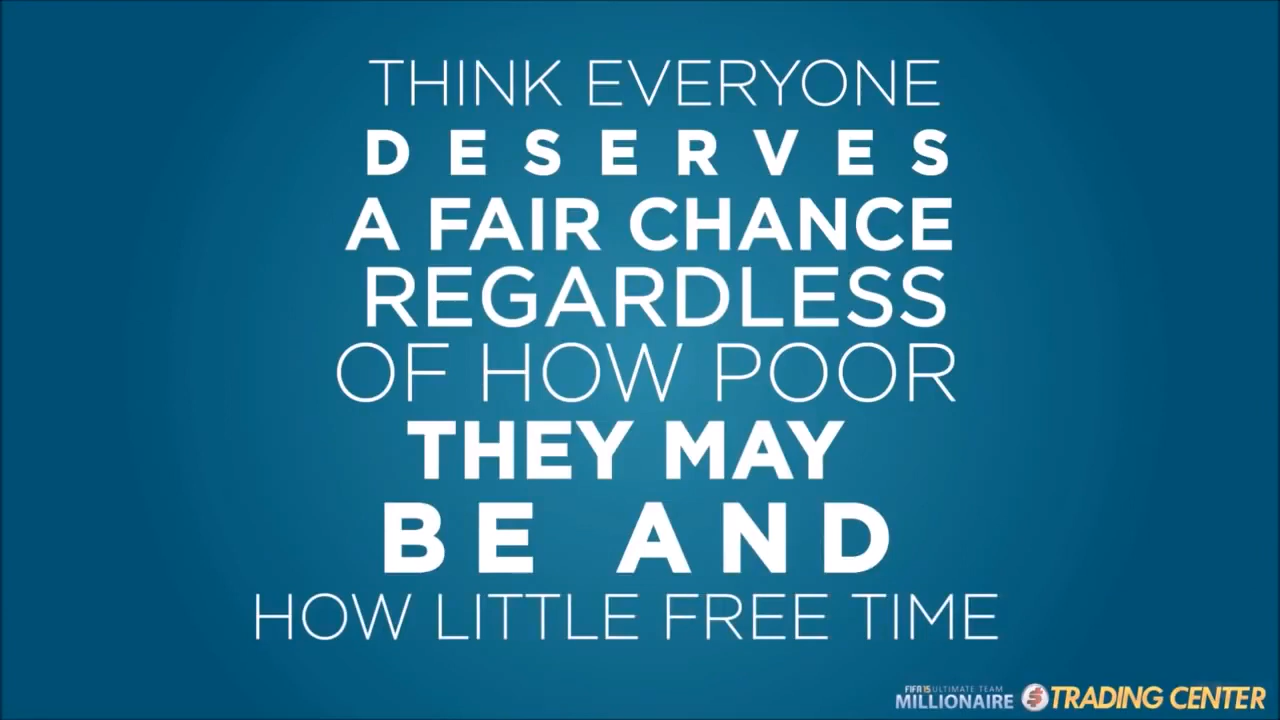 THINK EVERYONE
DESERVES
A FAIR CHANCE
REGARDLESS
OF HOW POOR
THEY MAY
BE AND
HOW LITTLE FREE TIME
FIFA 15 ULTIMATE TEAM
MILLIONAIRE
TRADING CENTER